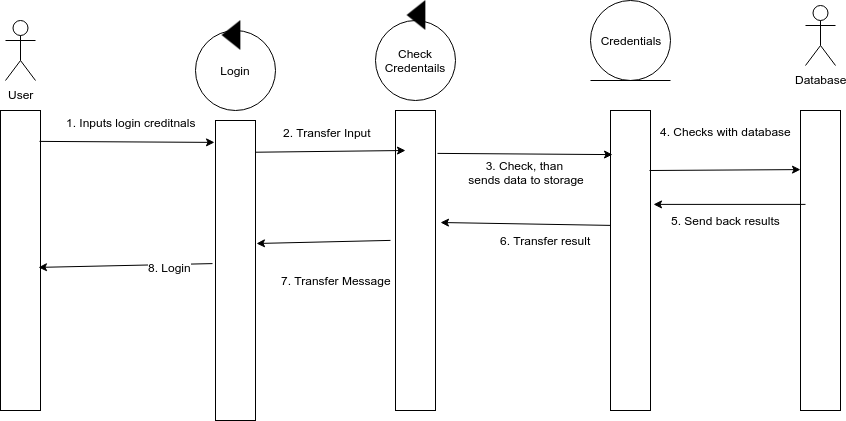 User
Login
Check
Credentails
Credentials
Database
1. Inputs login creditnals
2. Transfer Input
3. Check, than
sends data to storage
4. Checks with database
5. Send back results
6. Transfer result
7. Transfer Message
8. Login